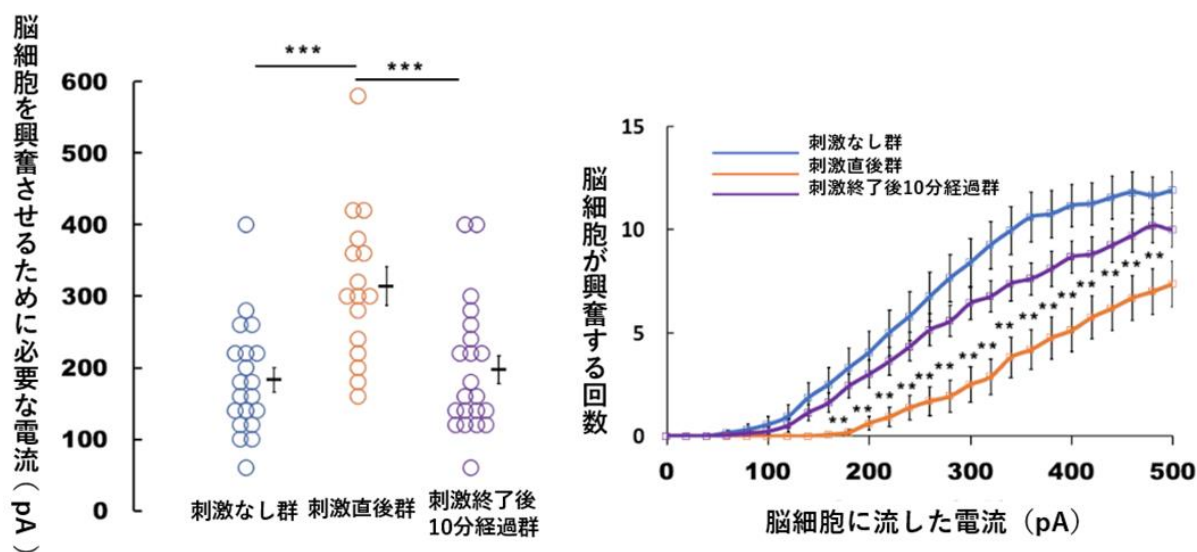 脳細胞を興奮させるために必要な電流（pA）
600
500
400
300
200
100
0
***
***
刺激なし群
刺激直後群
刺激終了後
10分経過群
脳細胞が興奮する回数
15
10
5
0
刺激なし群
刺激直後群
刺激終了後10分経過群
** ** ** ** ** ** ** ** ** ** ** ** ** ** ** ** **
0 100 200 300 400 500
脳細胞に流した電流（pA）